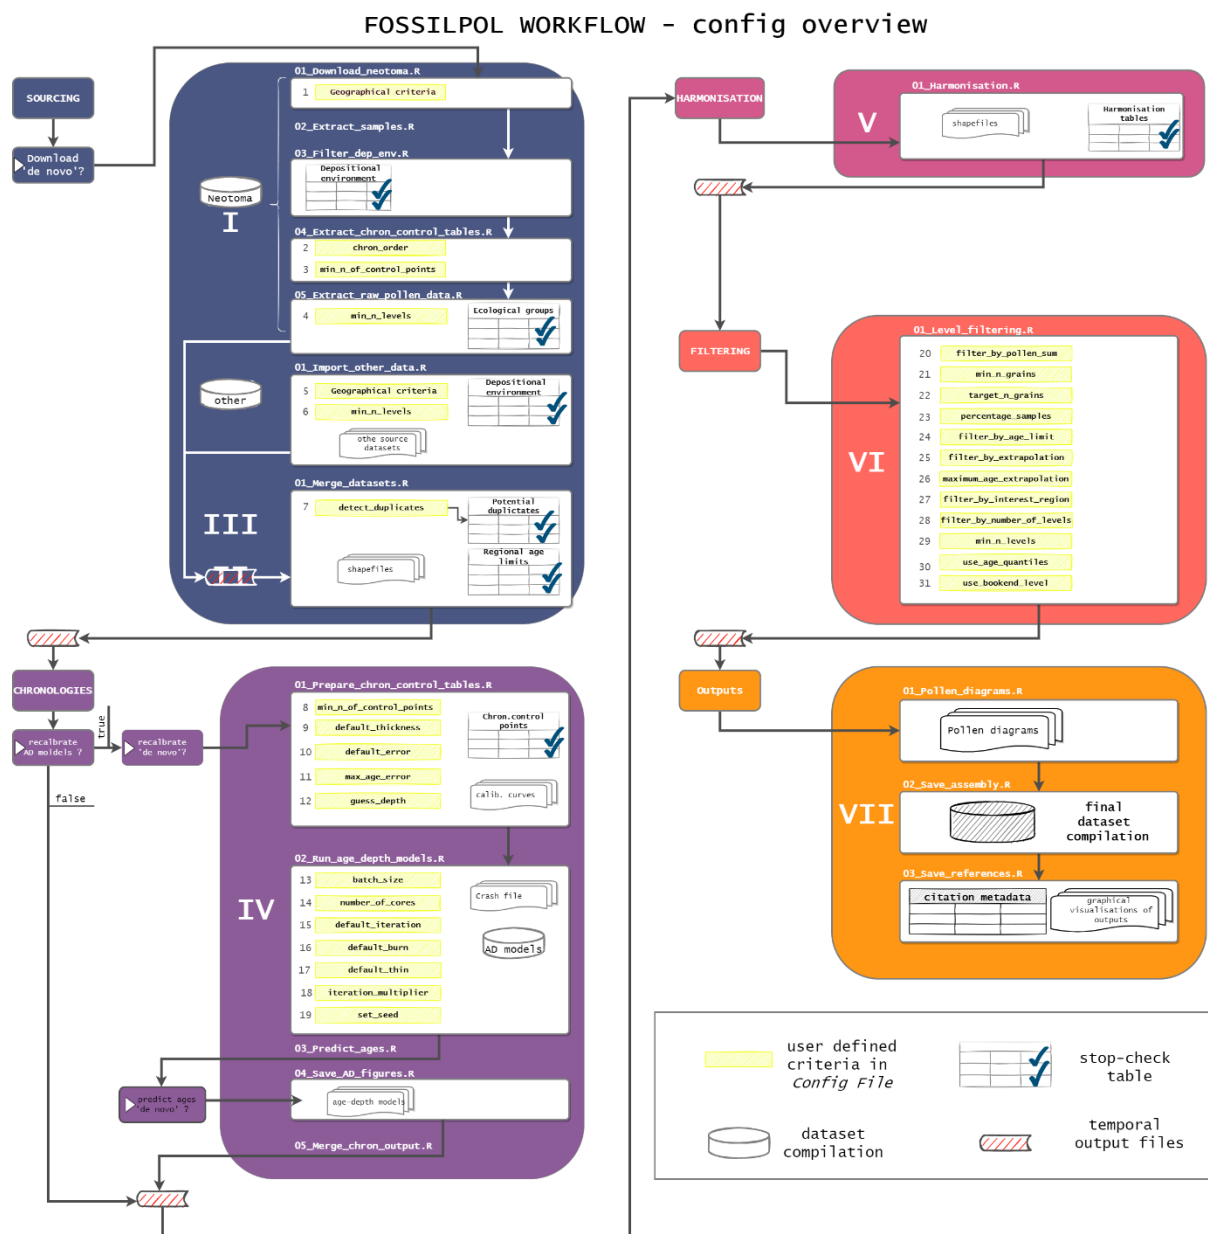 FOSSILPOL WORKFLOW - config overview
SOURCING
Download
'de novo'?
01_Download_neotoma.R
1 Geographical criteria
02_Extract_samples.R
03_Filter_dep_env.R
Depositional
environment
Neotoma
I
04_Extract_chron_control_tables.R
2 chron_order
3 min_n_of_control_points
05_Extract_raw_pollen_data.R
4 min_n_levels
Ecological groups
01_Import_other_data.R
other
5 Geographical criteria
6 min_n_levels
Depositional
environment
othe source
datasets
II
01_Merge_datasets.R
III
7 detect_duplicates
Potential
duplictates
shapefiles
Regional age
limits
CHRONOLOGIES
recalbrate
AD moldels ?
true
false
recalbrate
'de novo'?
01_Prepare_chron_control_tables.R
8 min_n_of_control_points
9 default_thickness
10 default_error
11 max_age_error
12 guess_depth
Chron.control
points
calib. curves
IV
02_Run_age_depth_models.R
13 batch_size
14 number_of_cores
15 default_iteration
16 default_burn
17 default_thin
18 iteration_multiplier
19 set_seed
Crash file
AD models
03_Predict_ages.R
predict ages
'de novo' ?
04_Save_AD_figures.R
age-depth models
05_Merge_chron_output.R
HARMONISATION
V
01_Harmonisation.R
shapefiles
Harmonisation
tables
FILTERING
VI
01_Level_filtering.R
20 filter_by_pollen_sum
21 min_n_grains
22 target_n_grains
23 percentage_samples
24 filter_by_age_limit
25 filter_by_extrapolation
26 maximum_age_extrapolation
27 filter_by_interest_region
28 filter_by_number_of_levels
29 min_n_levels
30 use_age_quantiles
31 use_bookend_level
Outputs
VII
01_Pollen_diagrams.R
Pollen diagrams
02_Save_assembly.R
final
dataset
compilation
03_Save_references.R
citation metadata
graphical
visualisations of
outputs
user defined
criteria in
Config File
stop-check
table
dataset
compilation
temporal
output files